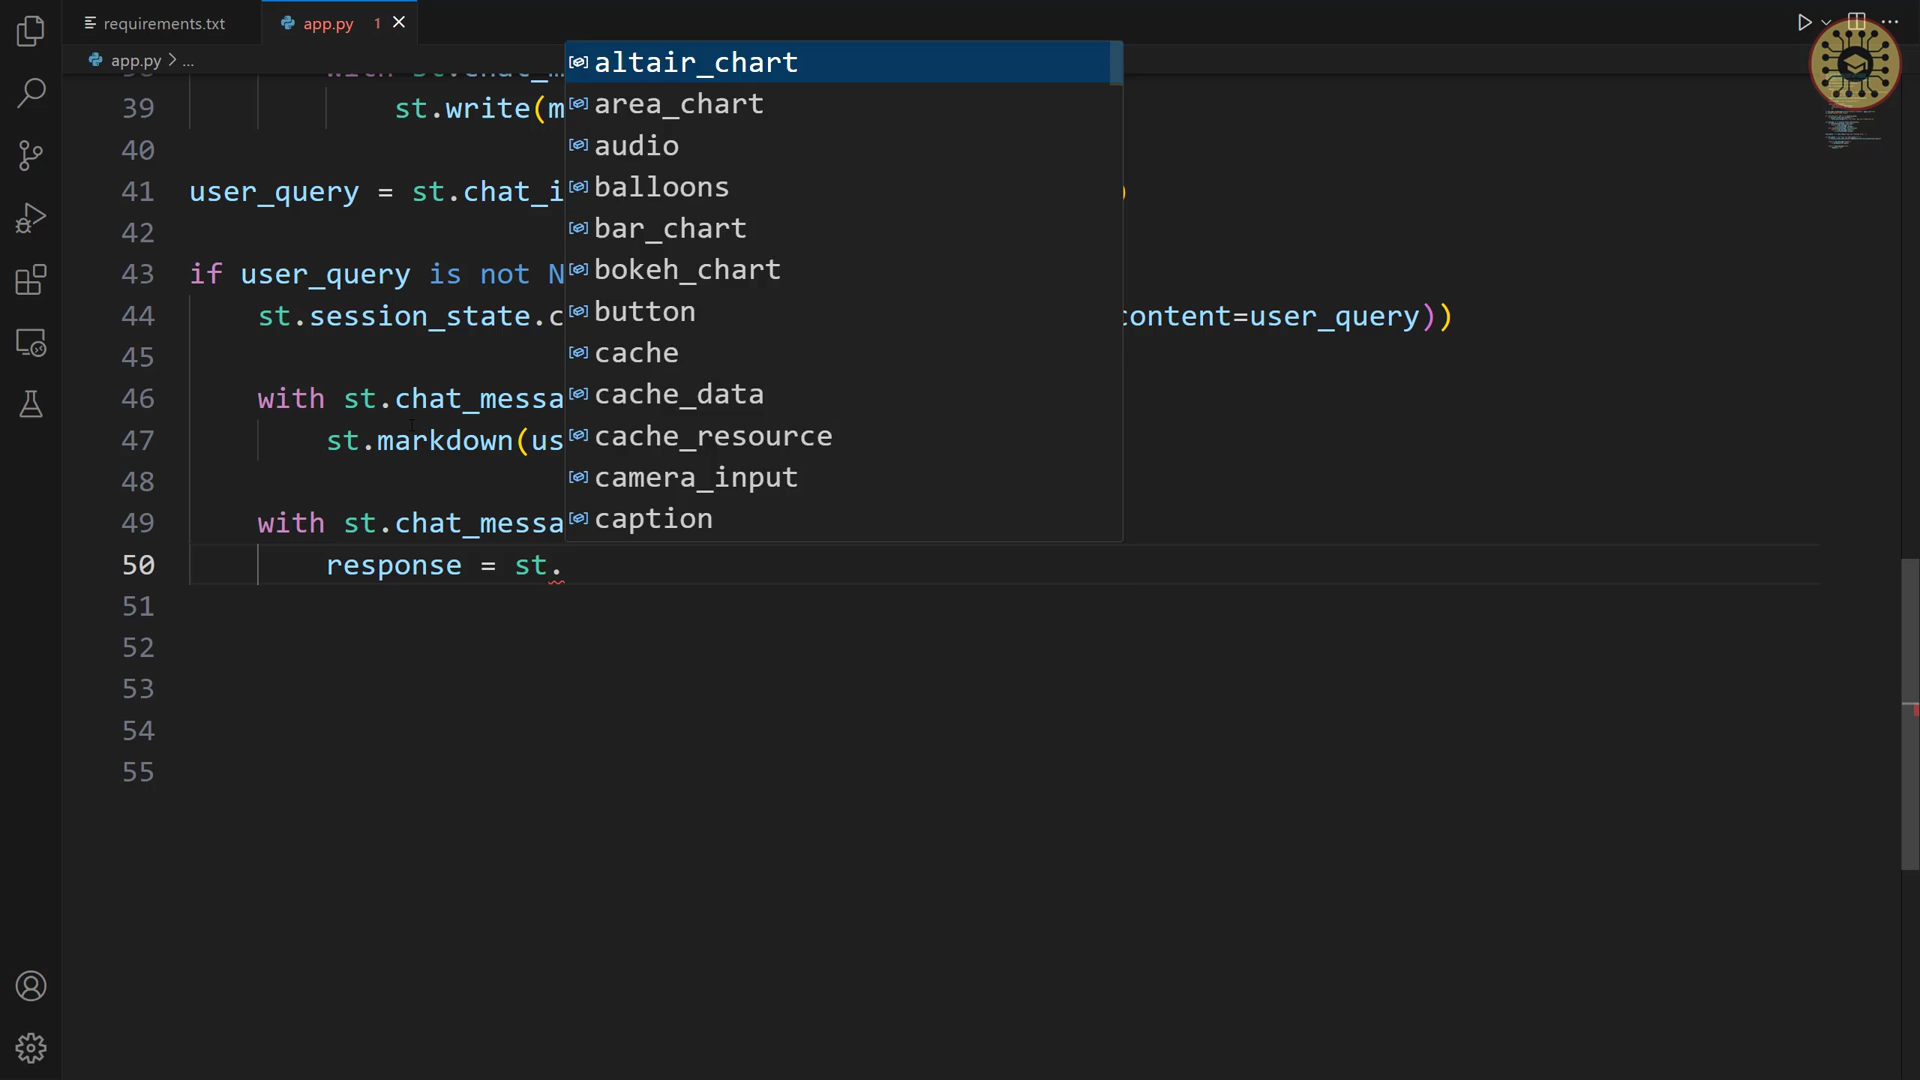 requirements.txt
app.py 1
app.py > ...
39 st.write(m
40
41 user_query = st.chat_i )
42
43 if user_query is not N
44 st.session_state.c content=user_query))
45
46 with st.chat_messa
47 st.markdown(us
48
49 with st.chat_messa
50 response = st.
51
52
53
54
55
altair_chart
area_chart
audio
balloons
bar_chart
bokeh_chart
button
cache
cache_data
cache_resource
camera_input
caption